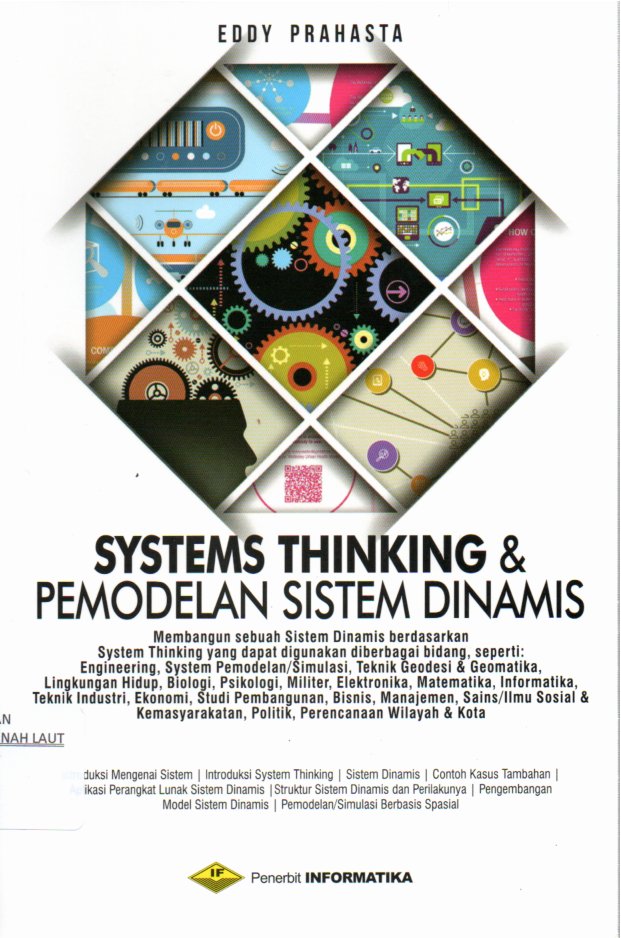 EDDY PRAHASTA
HOW
COM
SYSTEMS THINKING &
PEMODELAN SISTEM DINAMIS
Membangun sebuah Sistem Dinamis berdasarkan
System Thinking yang dapat digunakan diberbagai bidang, seperti:
Engineering, System Pemodelan/Simulasi, Teknik Geodesi & Geomatika,
Lingkungan Hidup, Biologi, Psikologi, Militer, Elektronika, Matematika, Informatika,
Teknik Industri, Ekonomi, Studi Pembangunan, Bisnis, Manajemen, Sains/Ilmu Sosial &
Kemasyarakatan, Politik, Perencanaan Wilayah & Kota
AN
NAH LAUT
duksi Mengenai Sistem | Introduksi System Thinking | Sistem Dinamis | Contoh Kasus Tambahan |
likasi Perangkat Lunak Sistem Dinamis |Struktur Sistem Dinamis dan Perilakunya | Pengembangan
Model Sistem Dinamis | Pemodelan/Simulasi Berbasis Spasial
IF
Penerbit INFORMATIKA